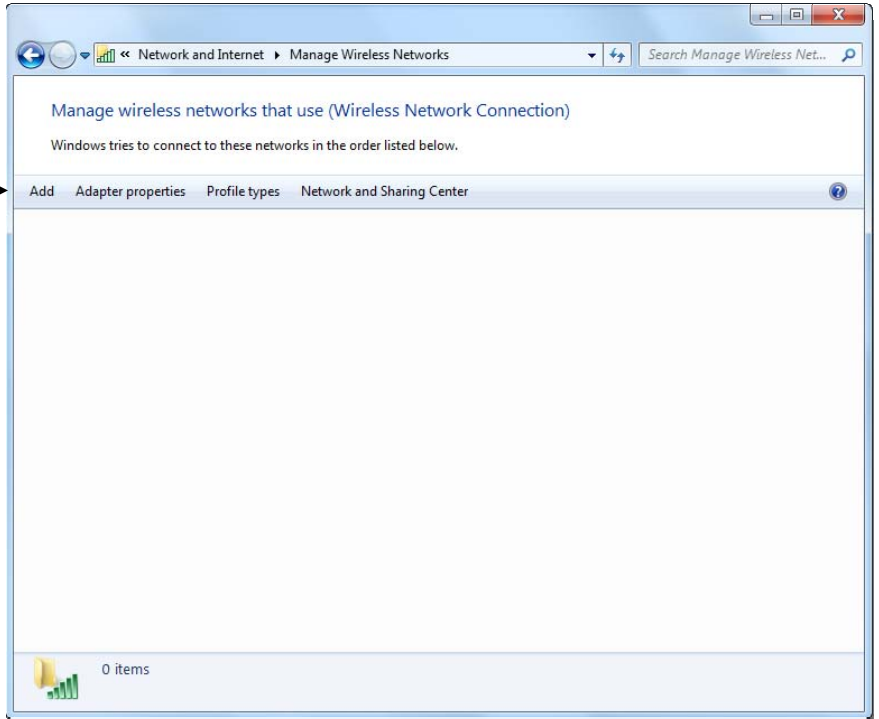 « Network and Internet ▸ Manage Wireless Networks Search Manage Wireless Net...
Manage wireless networks that use (Wireless Network Connection)
Windows tries to connect to these networks in the order listed below.
Add Adapter properties Profile types Network and Sharing Center
0 items